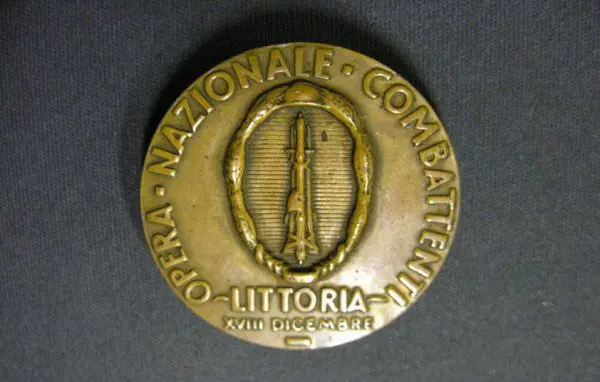 OPERA · NAZIONALE · COMBATTENTI
LITTORIA
XVIII DICEMBRE